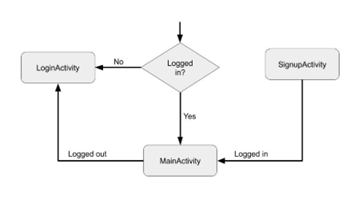 Logged
in?
No
LoginActivity
SignupActivity
Yes
Logged out
MainActivity
Logged in